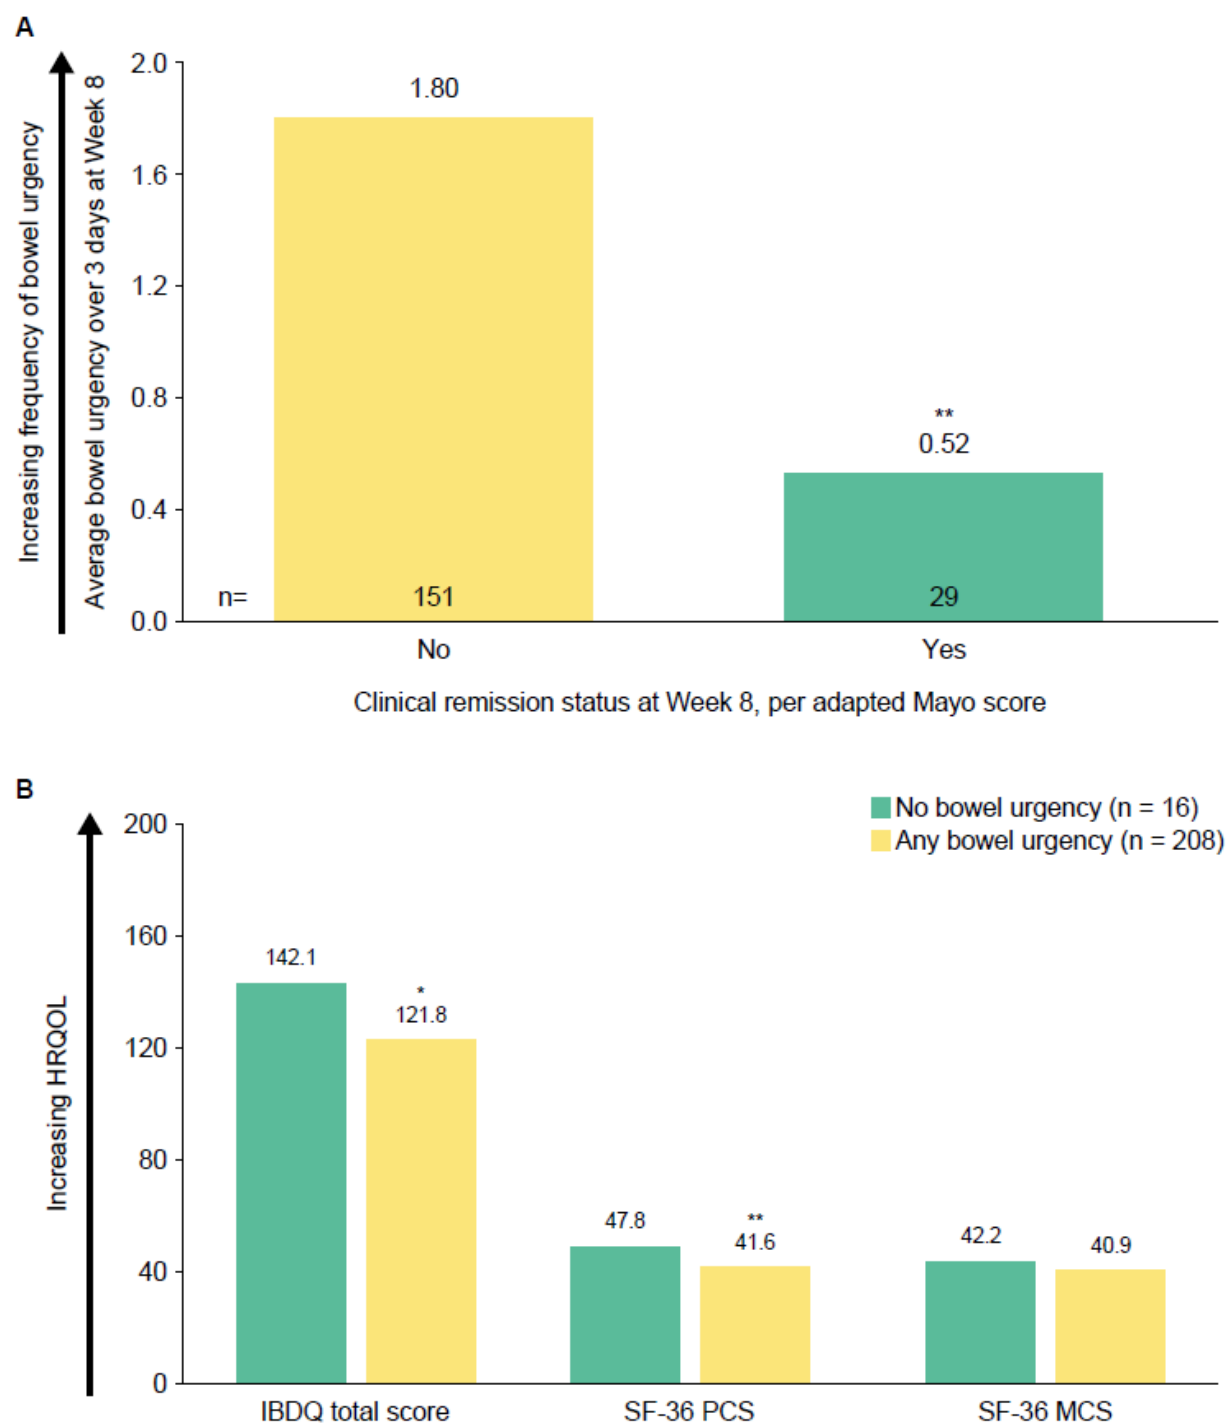 A
Increasing frequency of bowel urgency
Average bowel urgency over 3 days at Week 8
2.0
1.6
1.2
0.8
0.4
0.0
1.80
**
0.52
n=
151
29
No
Yes
Clinical remission status at Week 8, per adapted Mayo score
B
No bowel urgency (n = 16)
Any bowel urgency (n = 208)
Increasing HRQOL
200
160
120
80
40
0
142.1
*
121.8
47.8
**
41.6
42.2
40.9
IBDQ total score
SF-36 PCS
SF-36 MCS